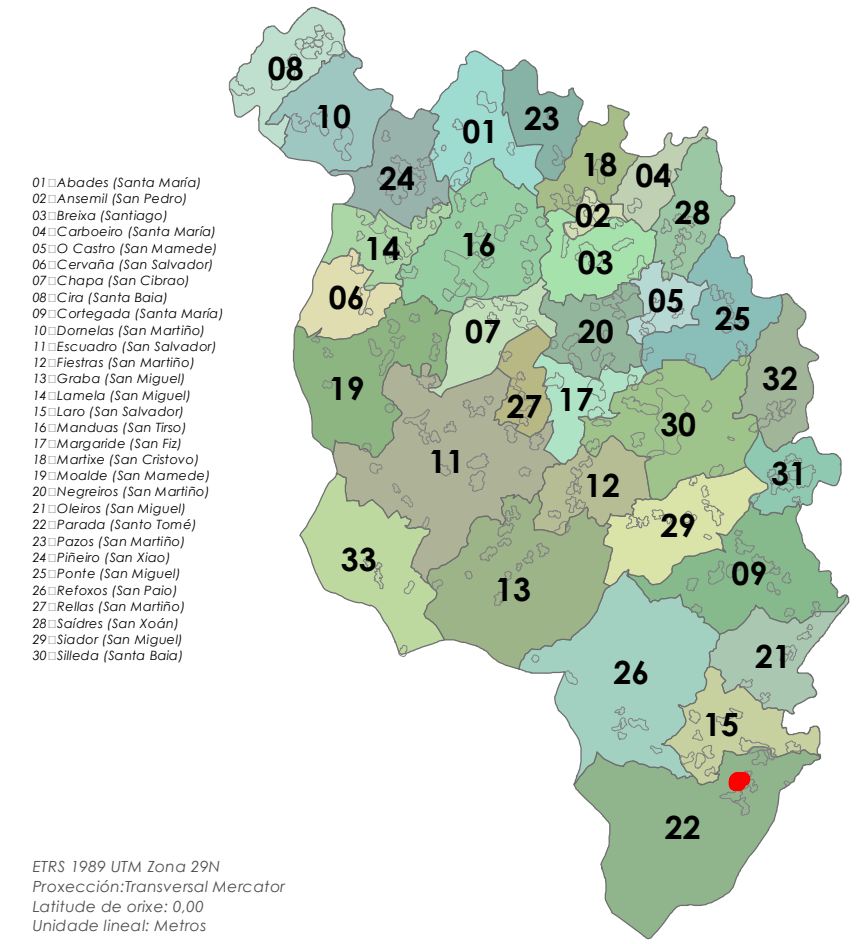 08
10
24
01
23
18
04
02
28
14
16
03
06
07
20
05
25
19
27
17
30
32
11
12
31
33
13
29
09
26
21
15
22
01□Abades (Santa María)
02□Ansemil (San Pedro)
03□Breixa (Santiago)
04□Carboeiro (Santa María)
05□O Castro (San Mamede)
06□Cervaña (San Salvador)
07□Chapa (San Cibrao)
08□Cira (Santa Baia)
09□Cortegada (Santa María)
10□Dornelas (San Martiño)
11□Escuadro (San Salvador)
12□Fiestras (San Martiño)
13□Graba (San Miguel)
14□Lamela (San Miguel)
15□Laro (San Salvador)
16□Manduas (San Tirso)
17□Margaride (San Fiz)
18□Martixe (San Cristovo)
19□Moalde (San Mamede)
20□Negreiros (San Martiño)
21□Oleiros (San Miguel)
22□Parada (Santo Tomé)
23□Pazos (San Martiño)
24□Piñeiro (San Xiao)
25□Ponte (San Miguel)
26□Refoxos (San Paio)
27□Rellas (San Martiño)
28□Saídres (San Xoán)
29□Siador (San Miguel)
30□Silleda (Santa Baia)
ETRS 1989 UTM Zona 29N
Proxección:Transversal Mercator
Latitude de orixe: 0,00
Unidade lineal: Metros